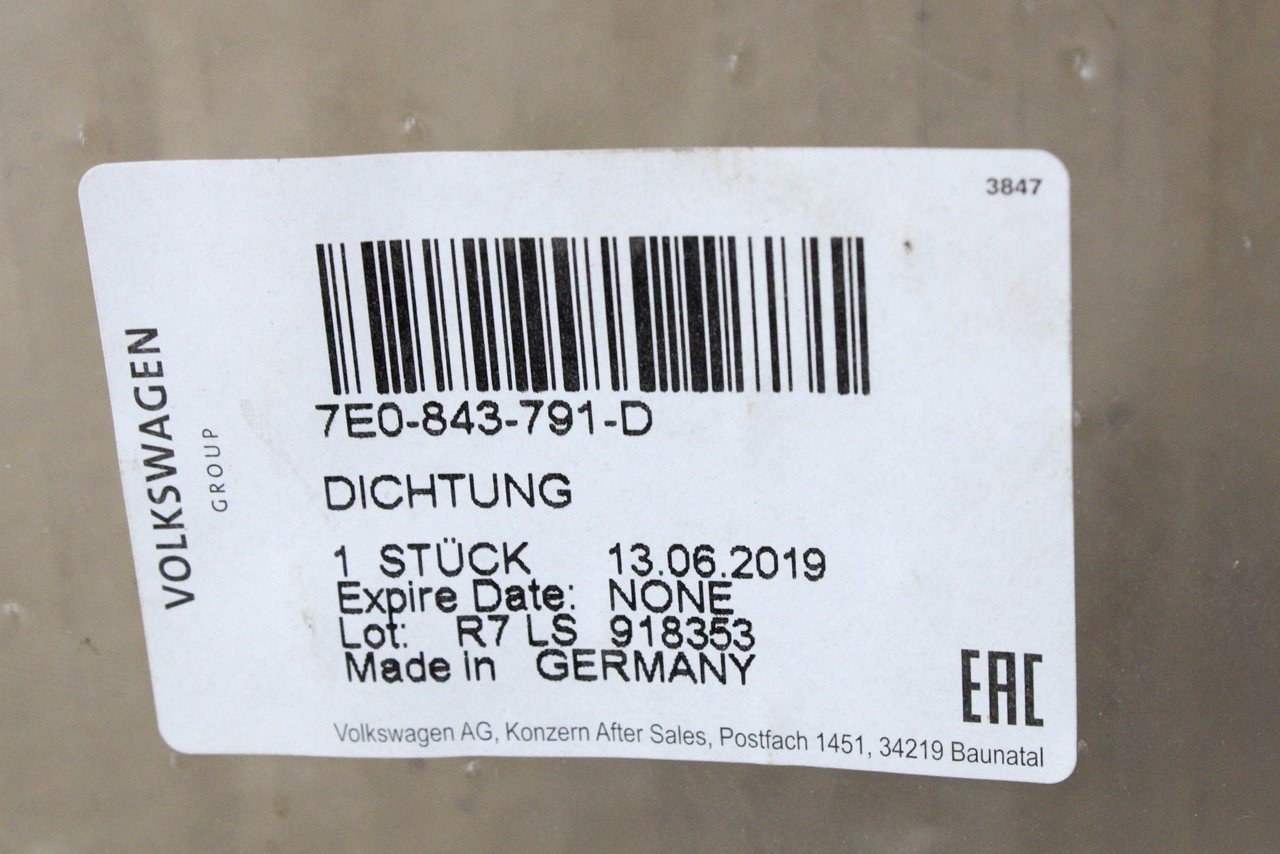 3847
VOLKSWAGEN
GROUP
7E0-843-791-D
DICHTUNG
1 STÜCK 13.06.2019
Expire Date: NONE
Lot: R7 LS 918353
Made in GERMANY
EAC
Volkswagen AG, Konzern After Sales, Postfach 1451, 34219 Baunatal